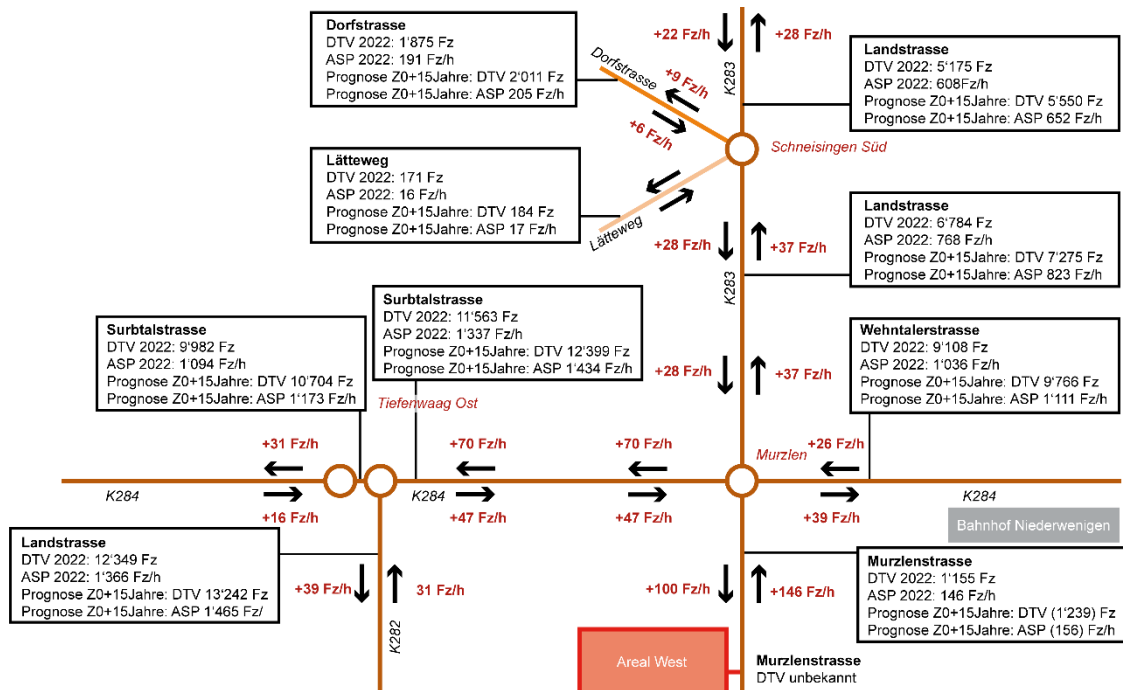 Dorfstrasse
DTV 2022: 1'875 Fz
ASP 2022: 191 Fz/h
Prognose Z0+15Jahre: DTV 2'011 Fz
Prognose Z0+15Jahre: ASP 205 Fz/h
Dorfstrasse
+9 Fz/h
+6 Fz/h
+22 Fz/h
+28 Fz/h
K283
Landstrasse
DTV 2022: 5'175 Fz
ASP 2022: 608Fz/h
Prognose Z0+15Jahre: DTV 5'550 Fz
Prognose Z0+15Jahre: ASP 652 Fz/h
Schneisingen Süd
Lätteweg
DTV 2022: 171 Fz
ASP 2022: 16 Fz/h
Prognose Z0+15Jahre: DTV 184 Fz
Prognose Z0+15Jahre: ASP 17 Fz/h
Lätteweg
+28 Fz/h
+37 Fz/h
K283
Landstrasse
DTV 2022: 6'784 Fz
ASP 2022: 768 Fz/h
Prognose Z0+15Jahre: DTV 7'275 Fz
Prognose Z0+15Jahre: ASP 823 Fz/h
Surbtalstrasse
DTV 2022: 9'982 Fz
ASP 2022: 1'094 Fz/h
Prognose Z0+15Jahre: DTV 10'704 Fz
Prognose Z0+15Jahre: ASP 1'173 Fz/h
Surbtalstrasse
DTV 2022: 11'563 Fz
ASP 2022: 1'337 Fz/h
Prognose Z0+15Jahre: DTV 12'399 Fz
Prognose Z0+15Jahre: ASP 1'434 Fz/h
Tiefenwaag Ost
+28 Fz/h
+37 Fz/h
Wehntalerstrasse
DTV 2022: 9'108 Fz
ASP 2022: 1'036 Fz/h
Prognose Z0+15Jahre: DTV 9'766 Fz
Prognose Z0+15Jahre: ASP 1'111 Fz/h
+31 Fz/h
+70 Fz/h
+70 Fz/h
Murzlen
+26 Fz/h
K284
K284
K284
+16 Fz/h
+47 Fz/h
+47 Fz/h
+39 Fz/h
Bahnhof Niederwenigen
Landstrasse
DTV 2022: 12'349 Fz
ASP 2022: 1'366 Fz/h
Prognose Z0+15Jahre: DTV 13'242 Fz
Prognose Z0+15Jahre: ASP 1'465 Fz/
+39 Fz/h
31 Fz/h
K282
+100 Fz/h
+146 Fz/h
Murzlenstrasse
DTV 2022: 1'155 Fz
ASP 2022: 146 Fz/h
Prognose Z0+15Jahre: DTV (1'239) Fz
Prognose Z0+15Jahre: ASP (156) Fz/h
Areal West
Murzlenstrasse
DTV unbekannt